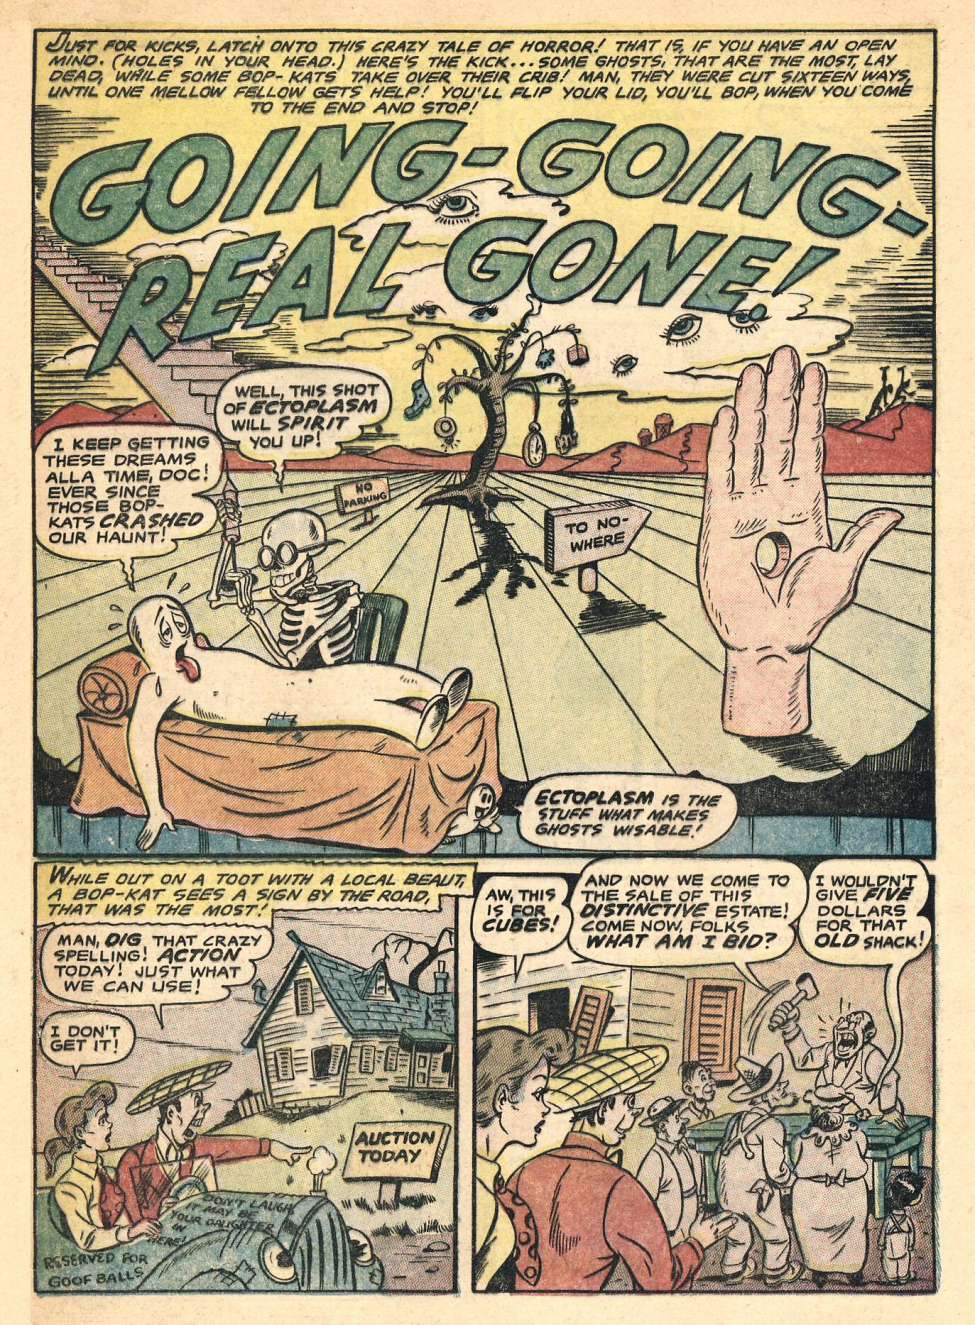 JUST FOR KICKS, LATCH ONTO THIS CRAZY TALE OF HORROR! THAT IS, IF YOU HAVE AN OPEN
MIND. (HOLES IN YOUR HEAD.) HERE'S THE KICK... SOME GHOSTS, THAT ARE THE MOST, LAY
DEAD, WHILE SOME BOP-KATS TAKE OVER THEIR CRIB! MAN, THEY WERE CUT SIXTEEN WAYS,
UNTIL ONE MELLOW FELLOW GETS HELP! YOU'LL FLIP YOUR LID, YOU'LL BOP, WHEN YOU COME
TO THE END AND STOP!
GOING-GOING-
REAL GONE!
I KEEP GETTING
THESE DREAMS
ALLA TIME, DOC!
EVER SINCE
THOSE BOP-
KATS CRASHED
OUR HAUNT!
WELL, THIS SHOT
OF ECTOPLASM
WILL SPIRIT
YOU UP!
NO
PARKING
TO NO-
WHERE
ECTOPLASM IS THE
STUFF WHAT MAKES
GHOSTS WISABLE!
WHILE OUT ON A TOOT WITH A LOCAL BEAUT,
A BOP-KAT SEES A SIGN BY THE ROAD,
THAT WAS THE MOST!
MAN, DIG THAT CRAZY
SPELLING! ACTION
TODAY! JUST WHAT
WE CAN USE!
I DON'T
GET IT!
AUCTION
TODAY
DON'T LAUGH
IT MAY BE
YOUR DAUGHTER
IN
HERE!
RESERVED FOR
GOOF BALLS
AW, THIS
IS FOR
CUBES!
AND NOW WE COME TO
THE SALE OF THIS
DISTINCTIVE ESTATE!
COME NOW, FOLKS
WHAT AM I BID?
I WOULDN'T
GIVE FIVE
DOLLARS
FOR THAT
OLD SHACK!